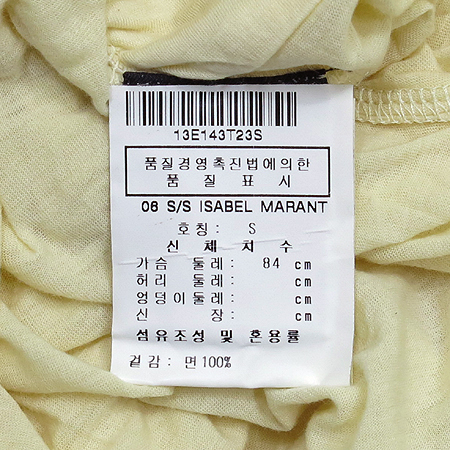 13E143T23S
품질경영촉진법에의한
품 질 표 시
06 S/S ISABEL MARANT
호칭: S
신 체 치 수
가슴 둘레: 84 cm
허리 둘레: cm
엉덩이둘레: cm
신 장: cm
섬유조성 및 혼용률
겉감: 면100%